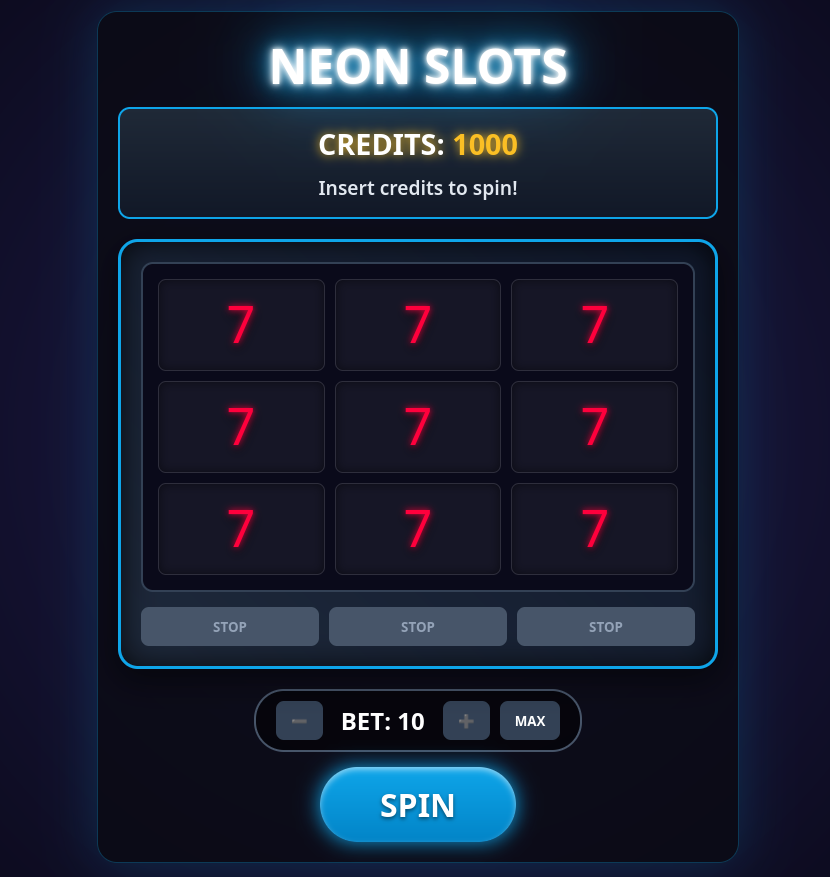 NEON SLOTS
CREDITS: 1000
Insert credits to spin!
7 7 7
7 7 7
7 7 7
STOP STOP STOP
➖ BET: 10 ➕ MAX
SPIN